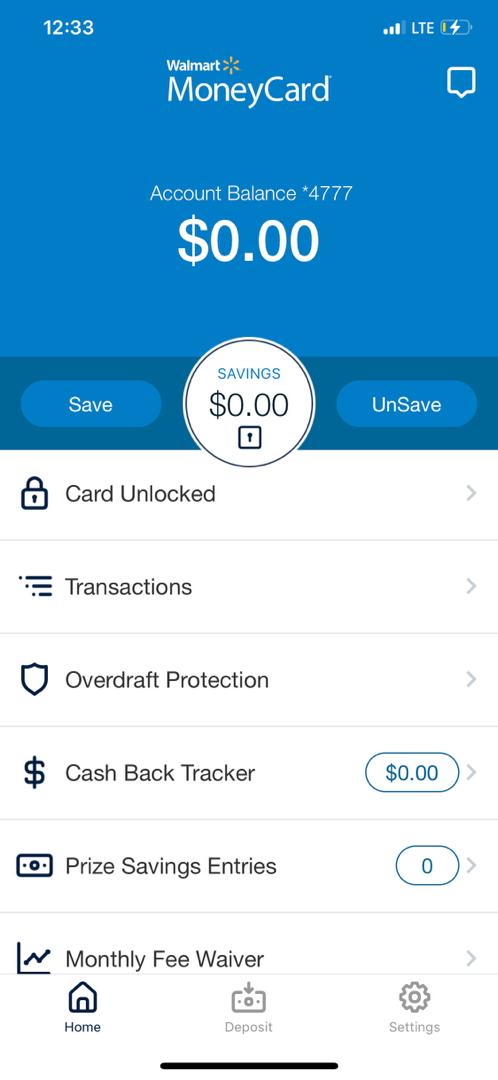 12:33
LTE
Walmart
MoneyCard
Account Balance *4777
$0.00
SAVINGS
Save
$0.00
UnSave
Card Unlocked
Transactions
Overdraft Protection
Cash Back Tracker
$0.00
Prize Savings Entries
0
Monthly Fee Waiver
Home
Deposit
Settings